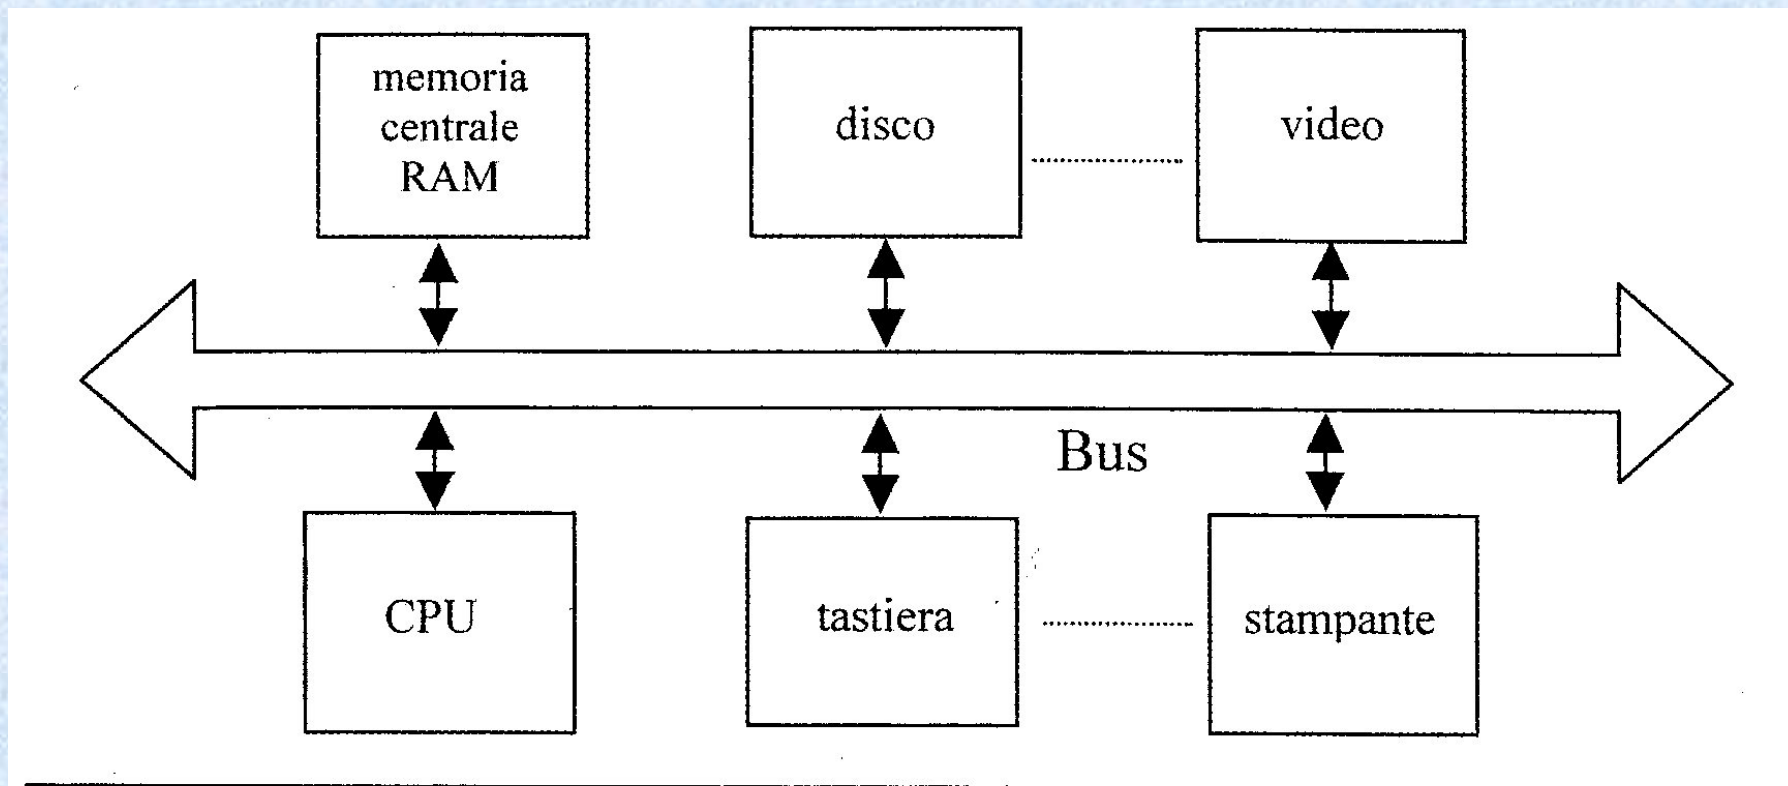 memoria
centrale
RAM
disco
video
Bus
CPU
tastiera
stampante